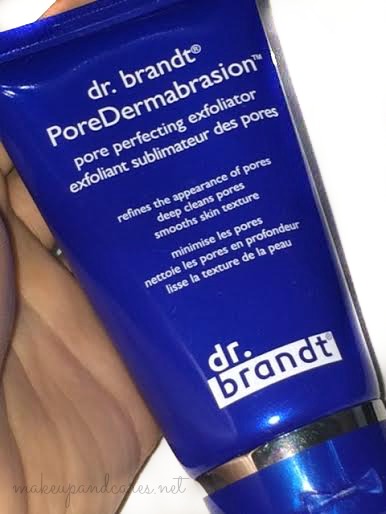 dr. brandt®
PoreDermabrasion™
pore perfecting exfoliator
exfoliant sublimateur des pores
refines the appearance of pores
deep cleans pores
smooths skin texture
minimise les pores
nettoie les pores en profondeur
lisse la texture de la peau
dr.
brandt®
makeupandcates.net